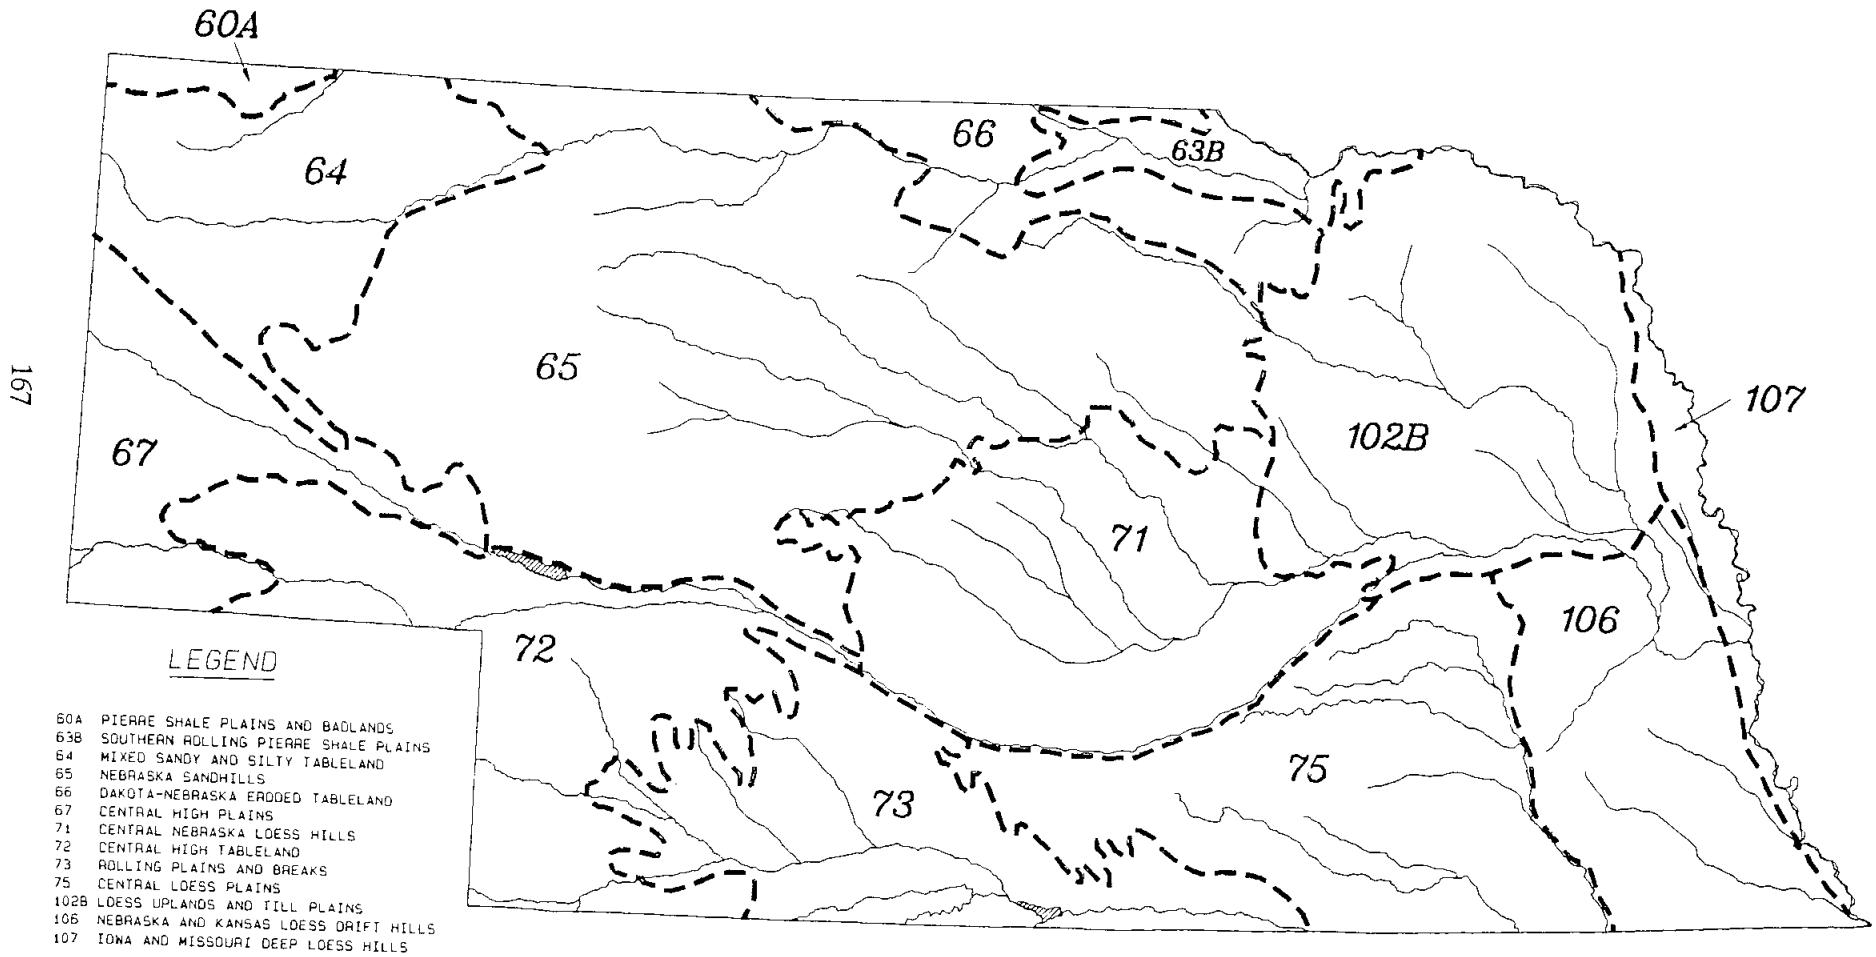 60A
66
63B
64
65
107
67
102B
71
106
72
75
73
167
LEGEND
60A PIERRE SHALE PLAINS AND BADLANDS
63B SOUTHERN ROLLING PIERRE SHALE PLAINS
64 MIXED SANDY AND SILTY TABLELAND
65 NEBRASKA SANDHILLS
66 DAKOTA-NEBRASKA ERODED TABLELAND
67 CENTRAL HIGH PLAINS
71 CENTRAL NEBRASKA LOESS HILLS
72 CENTRAL HIGH TABLELAND
73 ROLLING PLAINS AND BREAKS
75 CENTRAL LOESS PLAINS
102B LOESS UPLANDS AND TILL PLAINS
106 NEBRASKA AND KANSAS LOESS DRIFT HILLS
107 IOWA AND MISSOURI DEEP LOESS HILLS